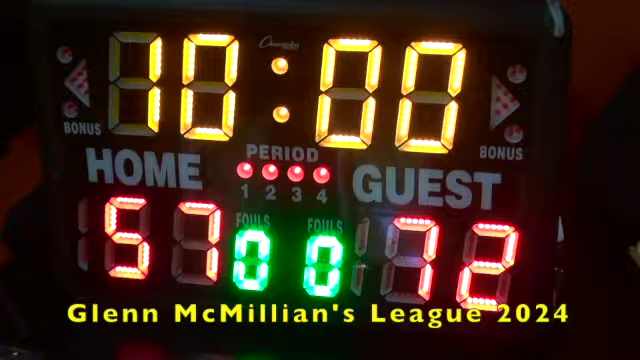 Champion
10:00
BONUS
BONUS
HOME
PERIOD
GUEST
1 2 3 4
57
FOULS
FOULS
72
0
0
Glenn McMillian's League 2024